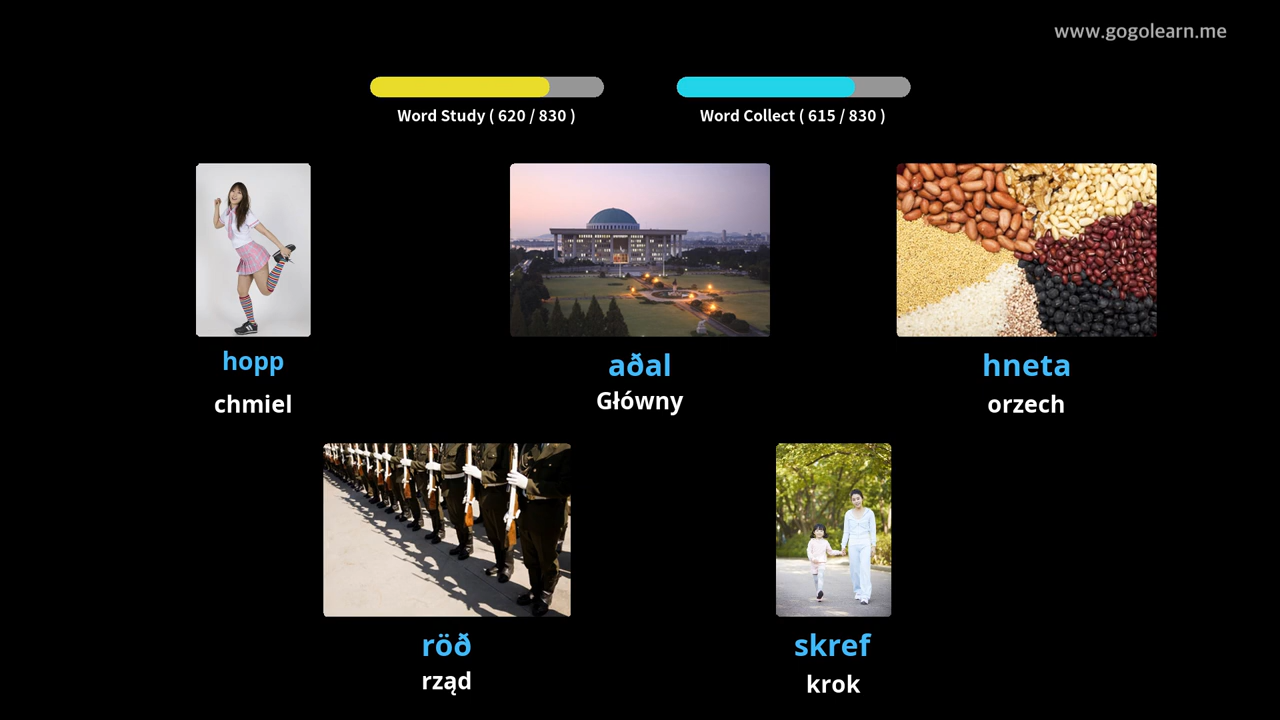 www.gogolearn.me
Word Study ( 620 / 830 )
Word Collect ( 615 / 830 )
hopp
chmiel
aðal
Główny
hneta
orzech
röð
rząd
skref
krok